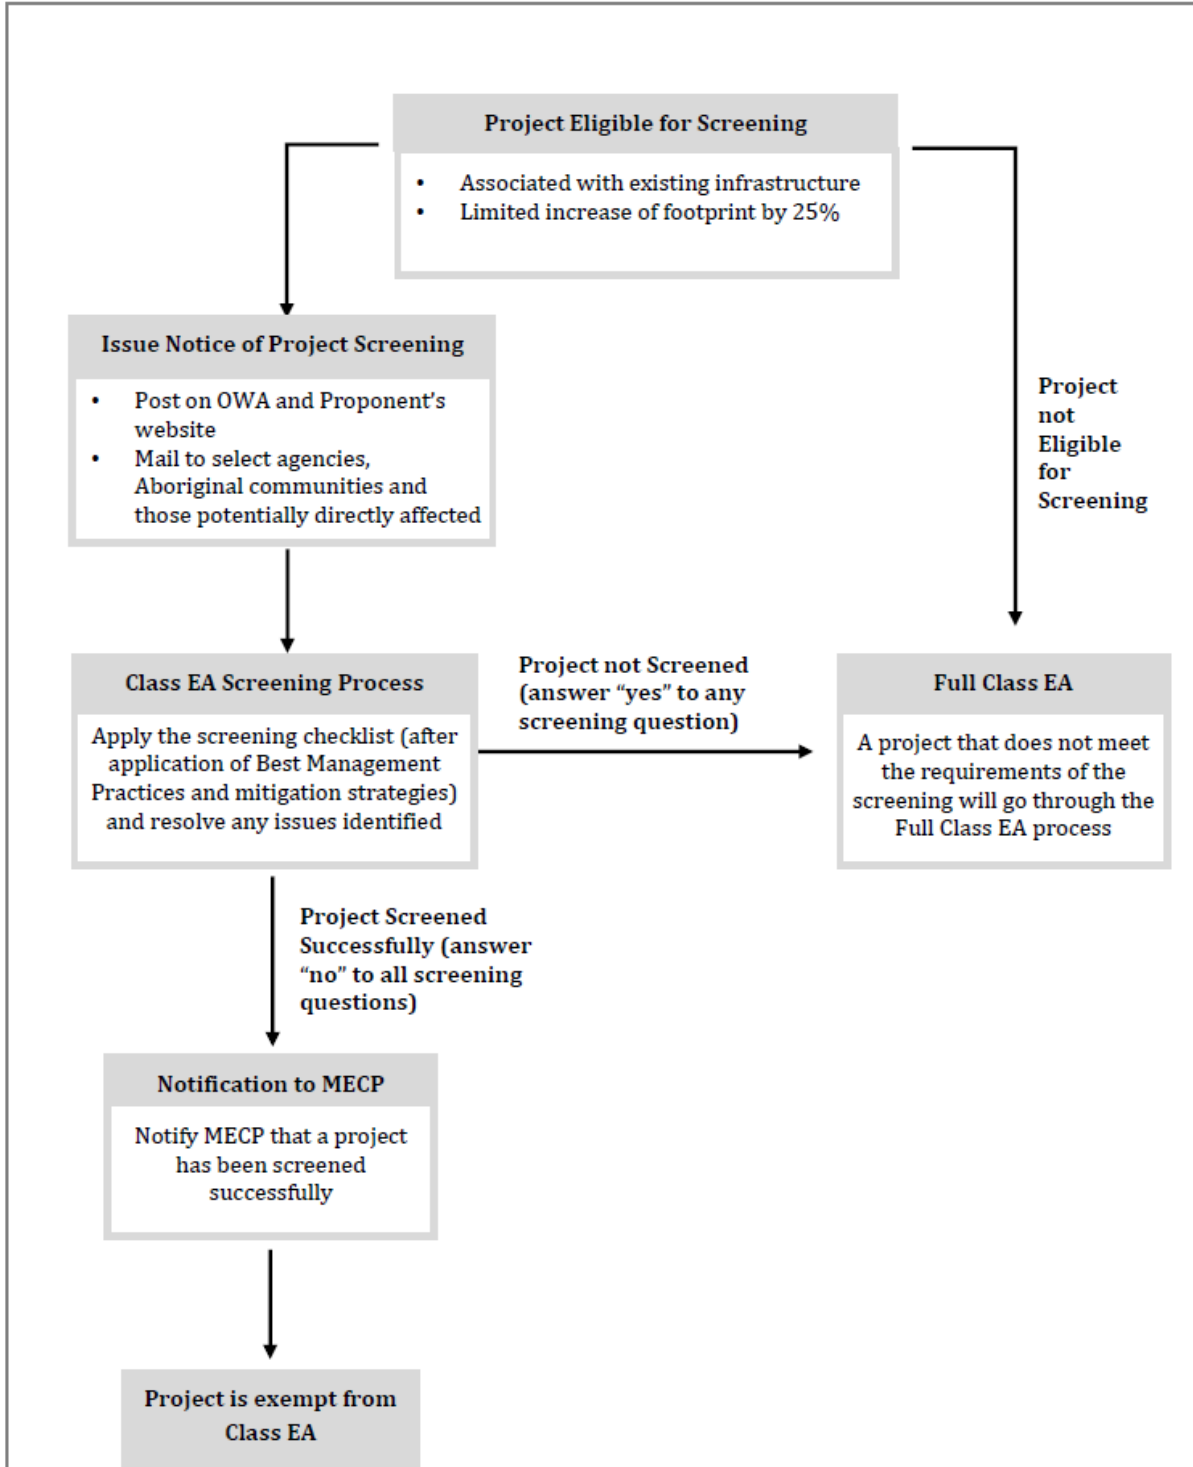 Project Eligible for Screening
• Associated with existing infrastructure
• Limited increase of footprint by 25%
Issue Notice of Project Screening
• Post on OWA and Proponent’s
website
• Mail to select agencies,
Aboriginal communities and
those potentially directly affected
Project
not
Eligible
for
Screening
Class EA Screening Process
Apply the screening checklist (after
application of Best Management
Practices and mitigation strategies)
and resolve any issues identified
Project not Screened
(answer “yes” to any
screening question)
Full Class EA
A project that does not meet
the requirements of the
screening will go through the
Full Class EA process
Project Screened
Successfully (answer
“no” to all screening
questions)
Notification to MECP
Notify MECP that a project
has been screened
successfully
Project is exempt from
Class EA